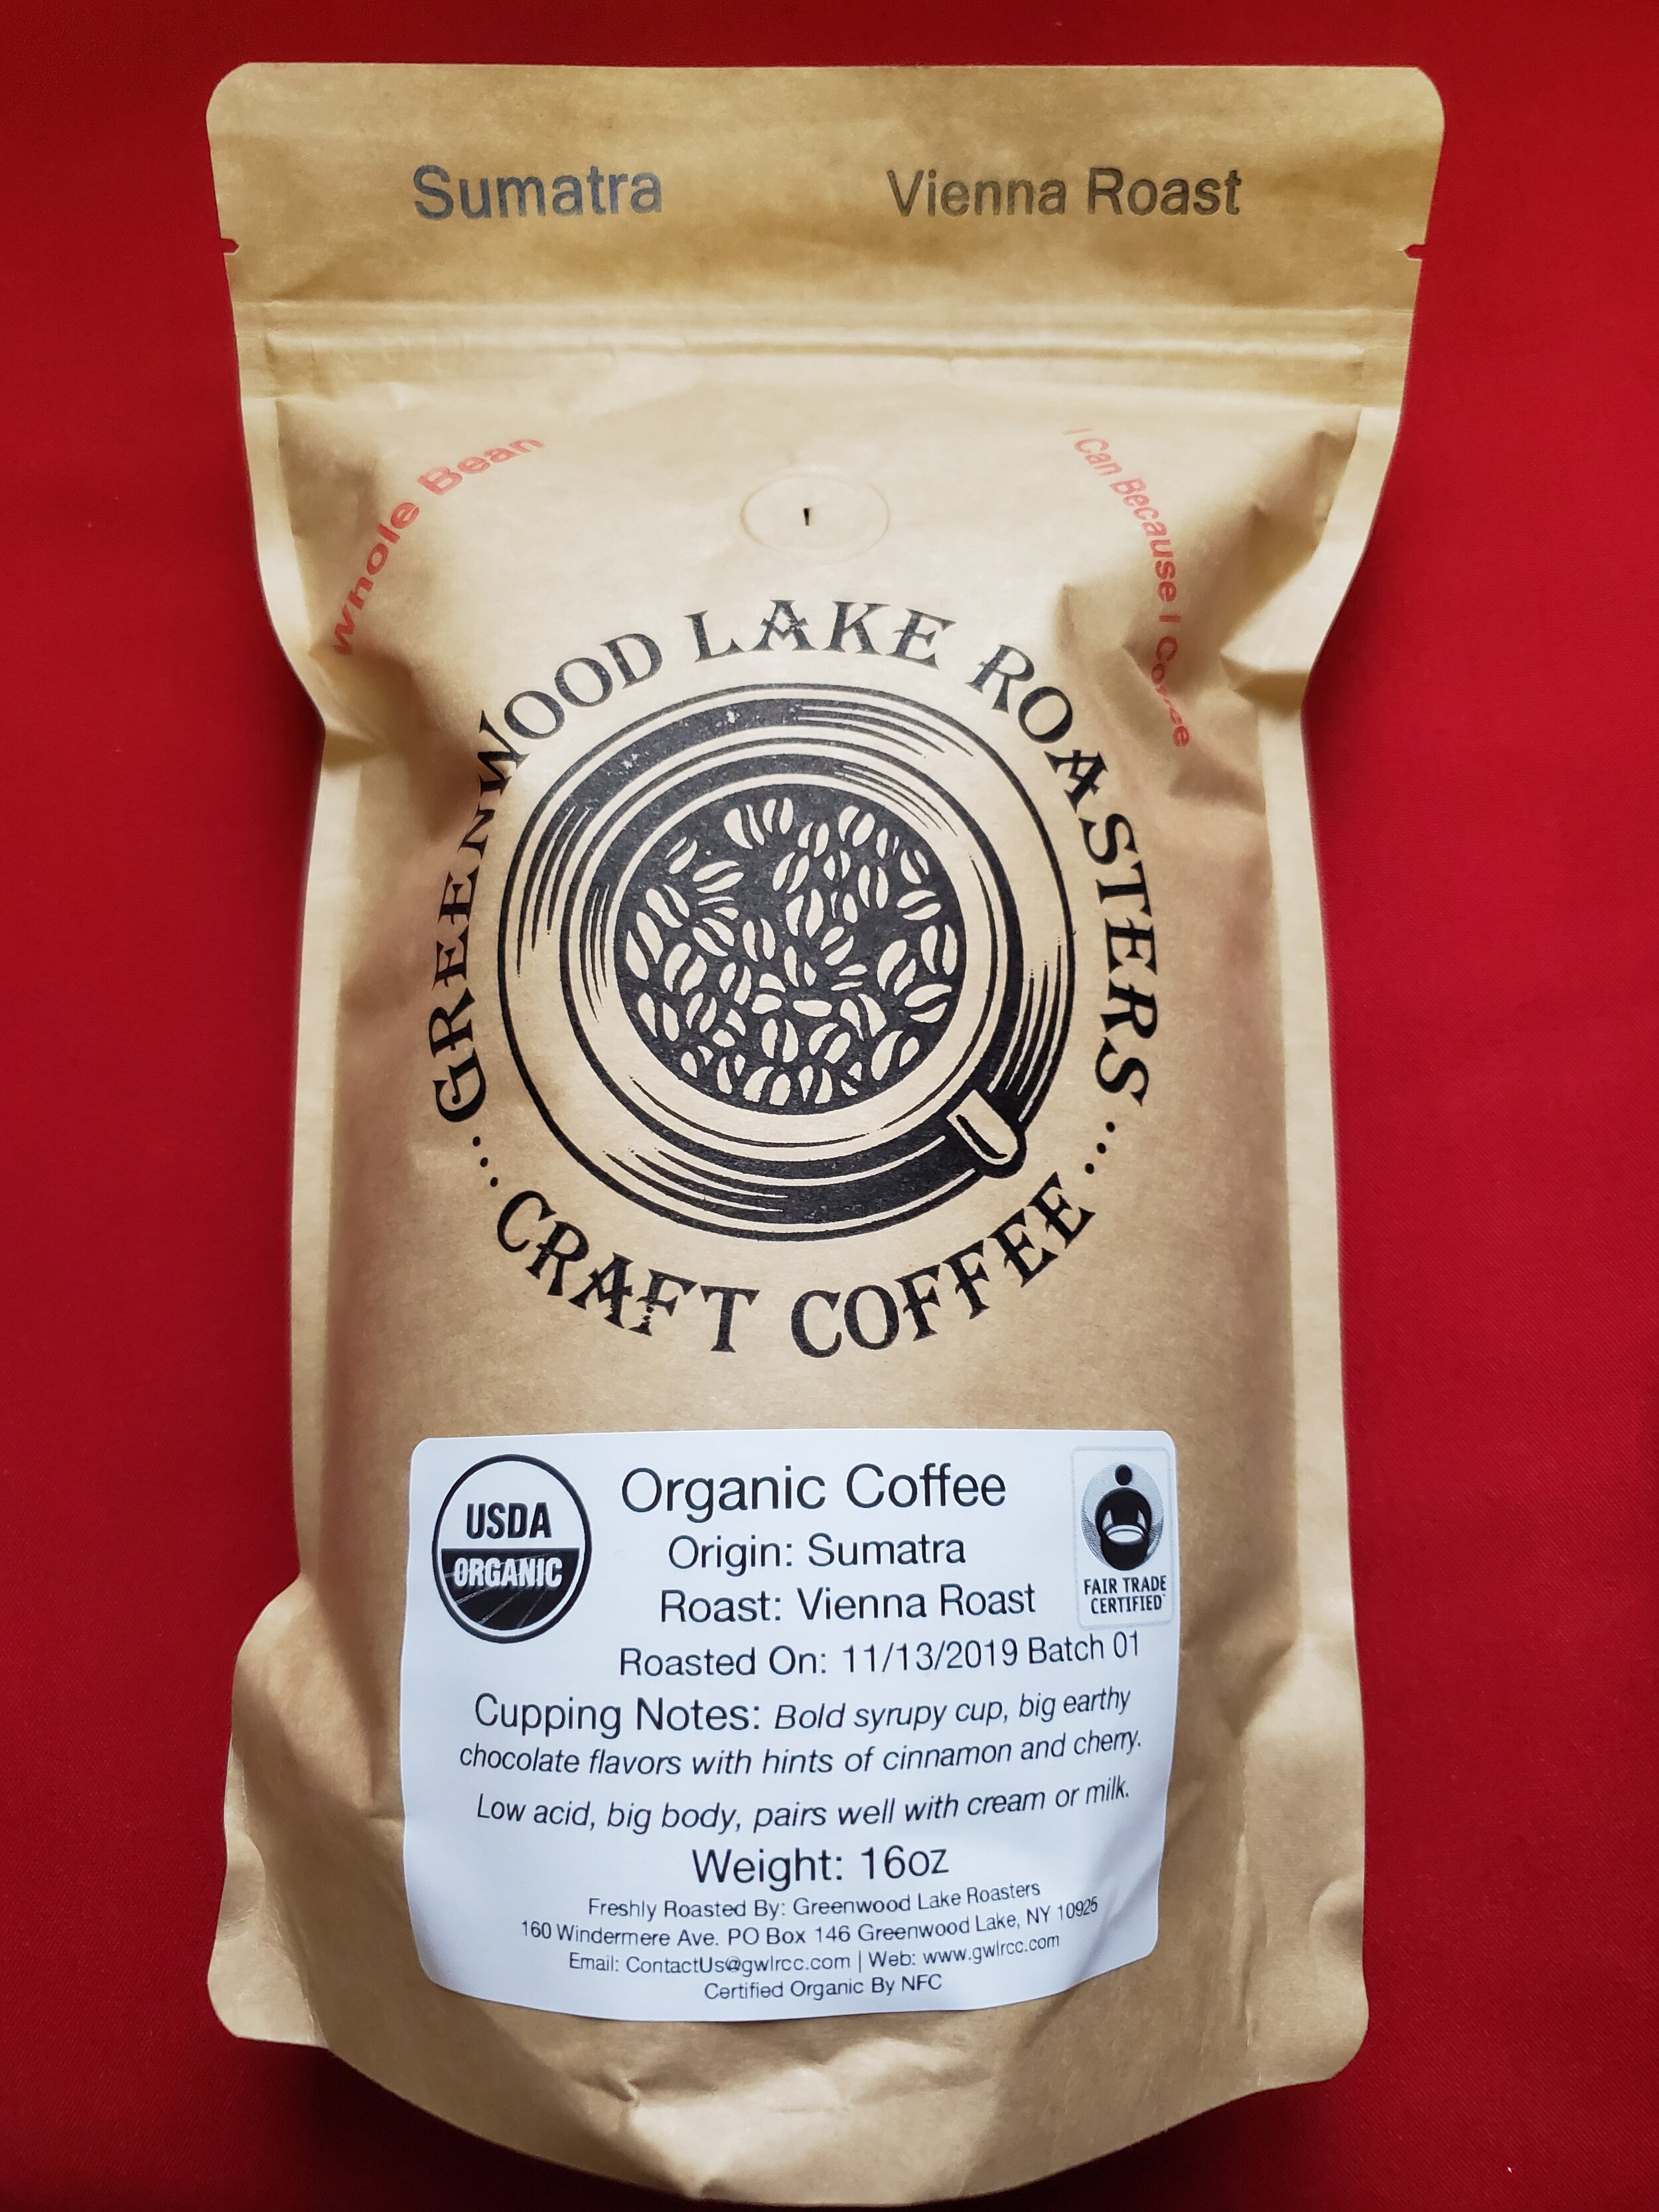 Sumatra Vienna Roast
Whole Bean
I Can Because I Coffee
GREENWOOD LAKE ROASTERS
...CRAFT COFFEE...
USDA
ORGANIC
Organic Coffee
Origin: Sumatra
Roast: Vienna Roast
FAIR TRADE
CERTIFIED
Roasted On: 11/13/2019 Batch 01
Cupping Notes: Bold syrupy cup, big earthy
chocolate flavors with hints of cinnamon and cherry.
Low acid, big body, pairs well with cream or milk.
Weight: 16oz
Freshly Roasted By: Greenwood Lake Roasters
160 Windermere Ave. PO Box 146 Greenwood Lake, NY 10925
Email: ContactUs@gwlrcc.com | Web: www.gwlrcc.com
Certified Organic By NFC